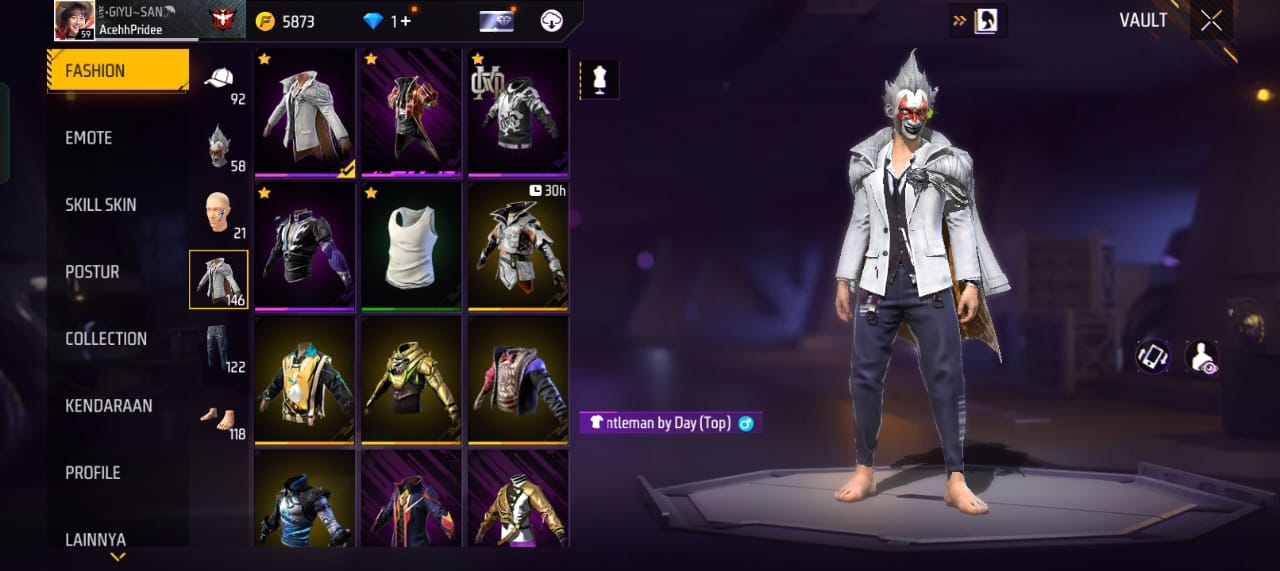 GIYU~SAN
59
AcehhPridee
5873
1+
VAULT
FASHION
EMOTE
SKILL SKIN
POSTUR
COLLECTION
KENDARAAN
PROFILE
LAINNYA
92
58
21
146
122
118
30h
ntleman by Day (Top)